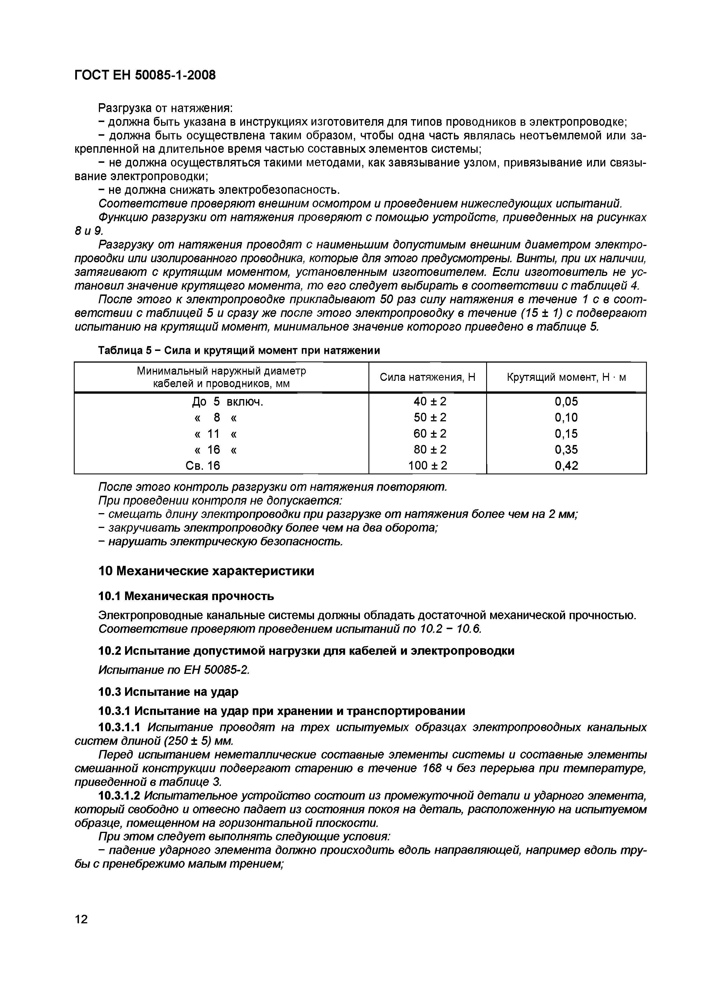 ГОСТ ЕН 50085-1-2008
Разгрузка от натяжения:
– должна быть указана в инструкциях изготовителя для типов проводников в электропроводке;
– должна быть осуществлена таким образом, чтобы одна часть являлась неотъемлемой или за-
крепленной на длительное время частью составных элементов системы;
– не должна осуществляться такими методами, как завязывание узлом, привязывание или связы-
вание электропроводки;
– не должна снижать электробезопасность.
Соответствие проверяют внешним осмотром и проведением нижеследующих испытаний.
Функцию разгрузки от натяжения проверяют с помощью устройств, приведенных на рисунках
8 и 9.
Разгрузку от натяжения проводят с наименьшим допустимым внешним диаметром электро-
проводки или изолированного проводника, которые для этого предусмотрены. Винты, при их наличии,
затягивают с крутящим моментом, установленным изготовителем. Если изготовитель не ус-
тановил значение крутящего момента, то его следует выбирать в соответствии с таблицей 4.
После этого к электропроводке прикладывают 50 раз силу натяжения в течение 1 с в соот-
ветствии с таблицей 5 и сразу же после этого электропроводку в течение (15 ± 1) с подвергают
испытанию на крутящий момент, минимальное значение которого приведено в таблице 5.
Таблица 5 – Сила и крутящий момент при натяжении
Минимальный наружный диаметр
кабелей и проводников, мм
Сила натяжения, Н
Крутящий момент, Н · м
До 5 включ. 40 ± 2 0,05
« 8 « 50 ± 2 0,10
« 11 « 60 ± 2 0,15
« 16 « 80 ± 2 0,35
Св. 16 100 ± 2 0,42
После этого контроль разгрузки от натяжения повторяют.
При проведении контроля не допускается:
– смещать длину электропроводки при разгрузке от натяжения более чем на 2 мм;
– закручивать электропроводку более чем на два оборота;
– нарушать электрическую безопасность.
10 Механические характеристики
10.1 Механическая прочность
Электропроводные канальные системы должны обладать достаточной механической прочностью.
Соответствие проверяют проведением испытаний по 10.2 – 10.6.
10.2 Испытание допустимой нагрузки для кабелей и электропроводки
Испытание по ЕН 50085-2.
10.3 Испытание на удар
10.3.1 Испытание на удар при хранении и транспортировании
10.3.1.1 Испытание проводят на трех испытуемых образцах электропроводных канальных
систем длиной (250 ± 5) мм.
Перед испытанием неметаллические составные элементы системы и составные элементы
смешанной конструкции подвергают старению в течение 168 ч без перерыва при температуре,
приведенной в таблице 3.
10.3.1.2 Испытательное устройство состоит из промежуточной детали и ударного элемента,
который свободно и отвесно падает из состояния покоя на деталь, расположенную на испытуемом
образце, помещенном на горизонтальной плоскости.
При этом следует выполнять следующие условия:
– падение ударного элемента должно происходить вдоль направляющей, например вдоль тру-
бы с пренебрежимо малым трением;
12